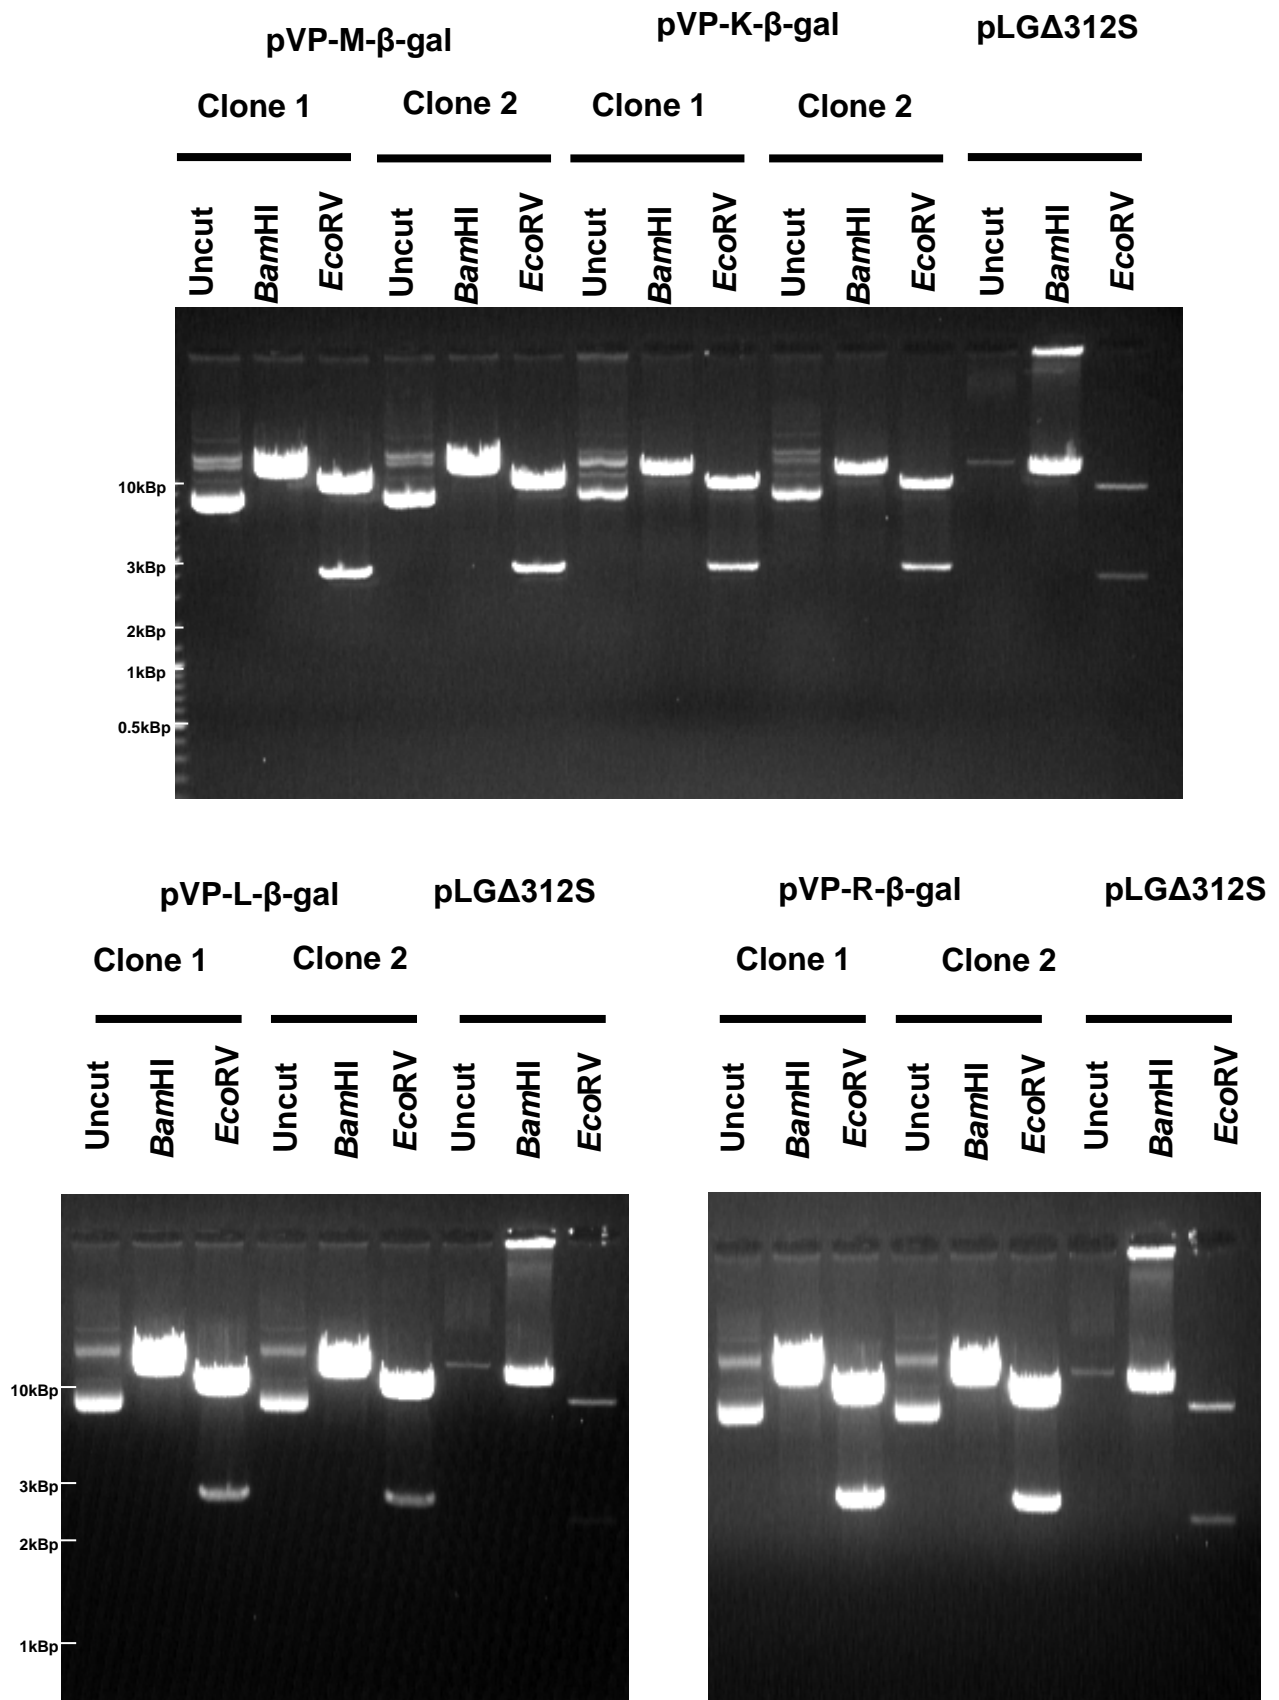 pVP-M-β-gal pVP-K-β-gal pLGΔ312S
Clone 1 Clone 2 Clone 1 Clone 2
Uncut BamHI EcoRV Uncut BamHI EcoRV Uncut BamHI EcoRV Uncut BamHI EcoRV Uncut BamHI EcoRV
10kBp
3kBp
2kBp
1kBp
0.5kBp
pVP-L-β-gal pLGΔ312S
Clone 1 Clone 2
Uncut BamHI EcoRV Uncut BamHI EcoRV Uncut BamHI EcoRV
10kBp
3kBp
2kBp
1kBp
pVP-R-β-gal pLGΔ312S
Clone 1 Clone 2
Uncut BamHI EcoRV Uncut BamHI EcoRV Uncut BamHI EcoRV